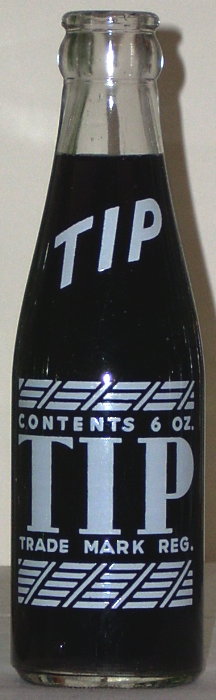 TIP
CONTENTS 6 OZ.
TIP
TRADE MARK REG.